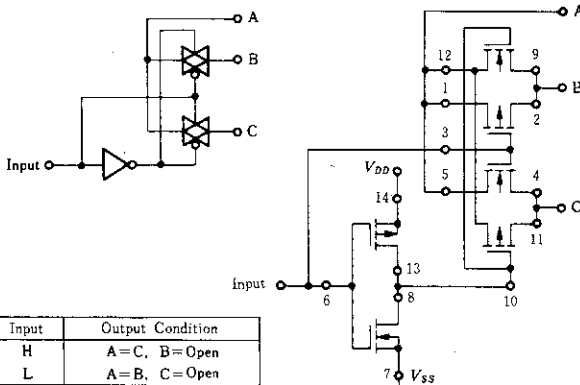 A
B
C
Input
A
12
9
1
B
2
3
V_DD
5
4
14
C
11
13
Input
6
8
10
7
V_SS
Input Output Condition
H A=C, B=Open
L A=B, C=Open